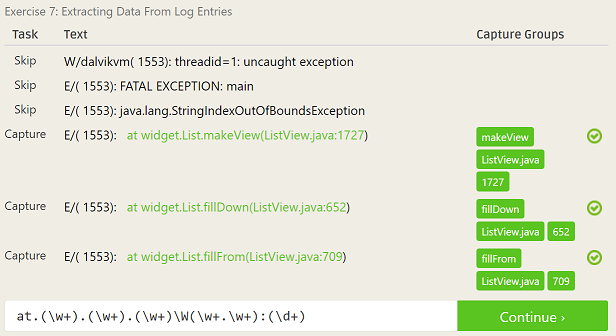 Exercise 7: Extracting Data From Log Entries
Task Text Capture Groups
Skip W/dalvikvm( 1553): threadid=1: uncaught exception
Skip E/( 1553): FATAL EXCEPTION: main
Skip E/( 1553): java.lang.StringIndexOutOfBoundsException
Capture E/( 1553): at widget.List.makeView(ListView.java:1727) makeView
ListView.java
1727
Capture E/( 1553): at widget.List.fillDown(ListView.java:652) fillDown
ListView.java 652
Capture E/( 1553): at widget.List.fillFrom(ListView.java:709) fillFrom
ListView.java 709
at.(\w+).(\w+).(\w+)\W(\w+.\w+):(\d+) Continue ›